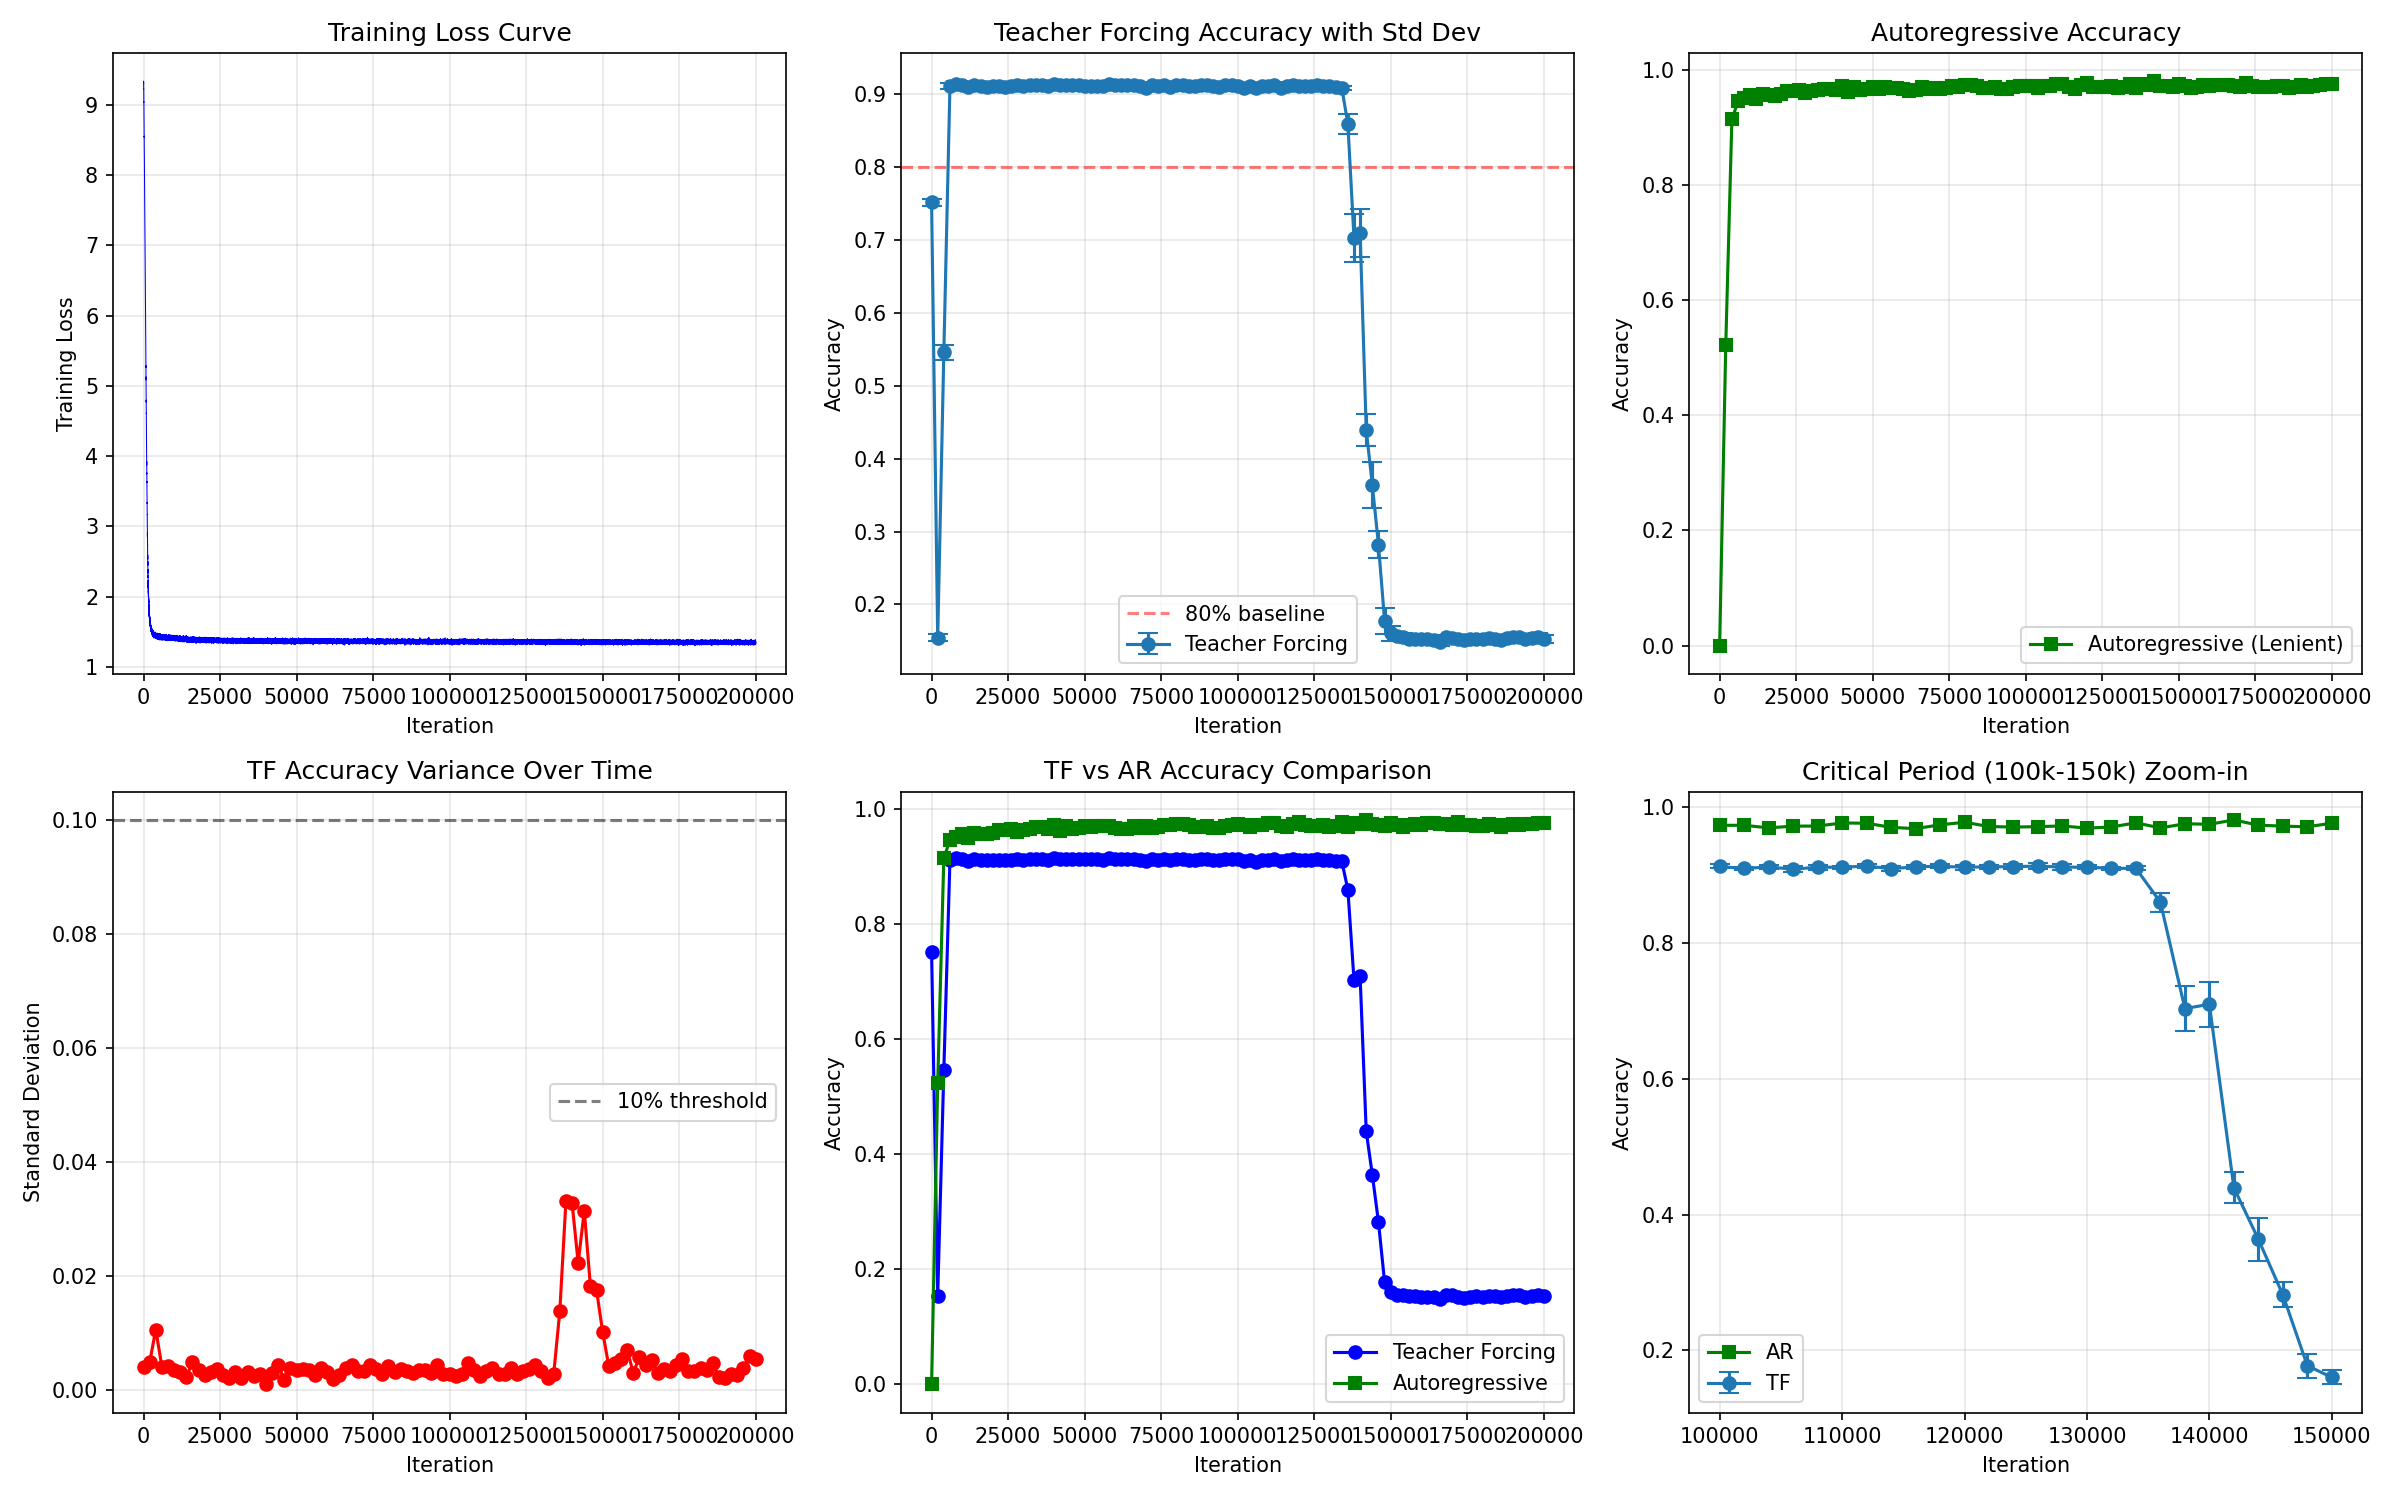 Training Loss Curve
Training Loss
9
8
7
6
5
4
3
2
1
0 25000 50000 75000 100000 125000 150000 175000 200000
Iteration
Teacher Forcing Accuracy with Std Dev
Accuracy
0.9
0.8
0.7
0.6
0.5
0.4
0.3
0.2
80% baseline
Teacher Forcing
0 25000 50000 75000 100000 125000 150000 175000 200000
Iteration
Autoregressive Accuracy
Accuracy
1.0
0.8
0.6
0.4
0.2
0.0
Autoregressive (Lenient)
0 25000 50000 75000 100000 125000 150000 175000 200000
Iteration
TF Accuracy Variance Over Time
Standard Deviation
0.10
0.08
0.06
0.04
0.02
0.00
10% threshold
0 25000 50000 75000 100000 125000 150000 175000 200000
Iteration
TF vs AR Accuracy Comparison
Accuracy
1.0
0.8
0.6
0.4
0.2
0.0
Teacher Forcing
Autoregressive
0 25000 50000 75000 100000 125000 150000 175000 200000
Iteration
Critical Period (100k-150k) Zoom-in
Accuracy
1.0
0.8
0.6
0.4
0.2
AR
TF
100000 110000 120000 130000 140000 150000
Iteration